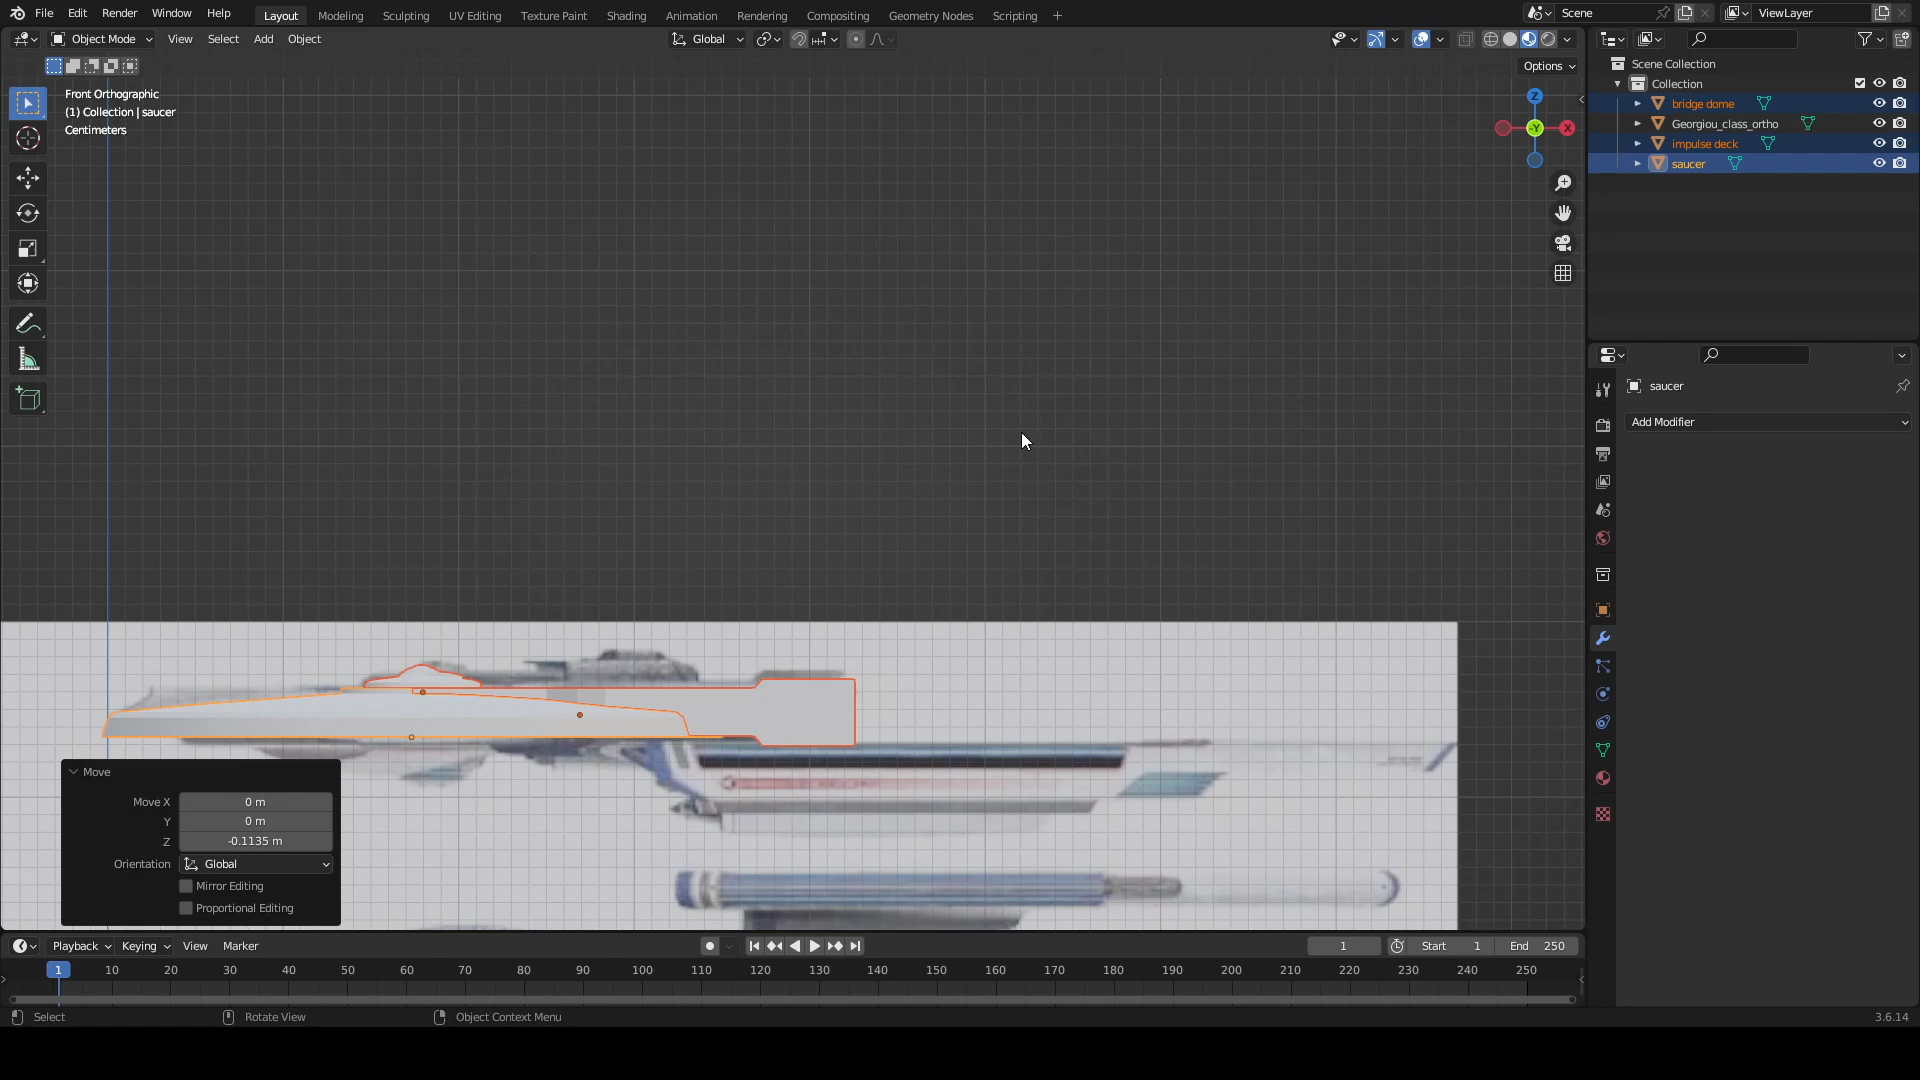 File Edit Render Window Help Layout Modeling Sculpting UV Editing Texture Paint Shading Animation Rendering Compositing Geometry Nodes Scripting + Scene ViewLayer
Object Mode View Select Add Object Global
Options
Front Orthographic
(1) Collection | saucer
Centimeters
Z
-Y
X
Scene Collection
Collection
bridge dome
Georgiou_class_ortho
impulse deck
saucer
saucer
Add Modifier
Move
Move X 0 m
Y 0 m
Z -0.1135 m
Orientation Global
Mirror Editing
Proportional Editing
Playback Keying View Marker 1 Start 1 End 250
1 10 20 30 40 50 60 70 80 90 100 110 120 130 140 150 160 170 180 190 200 210 220 230 240 250
Select Rotate View Object Context Menu 3.6.14